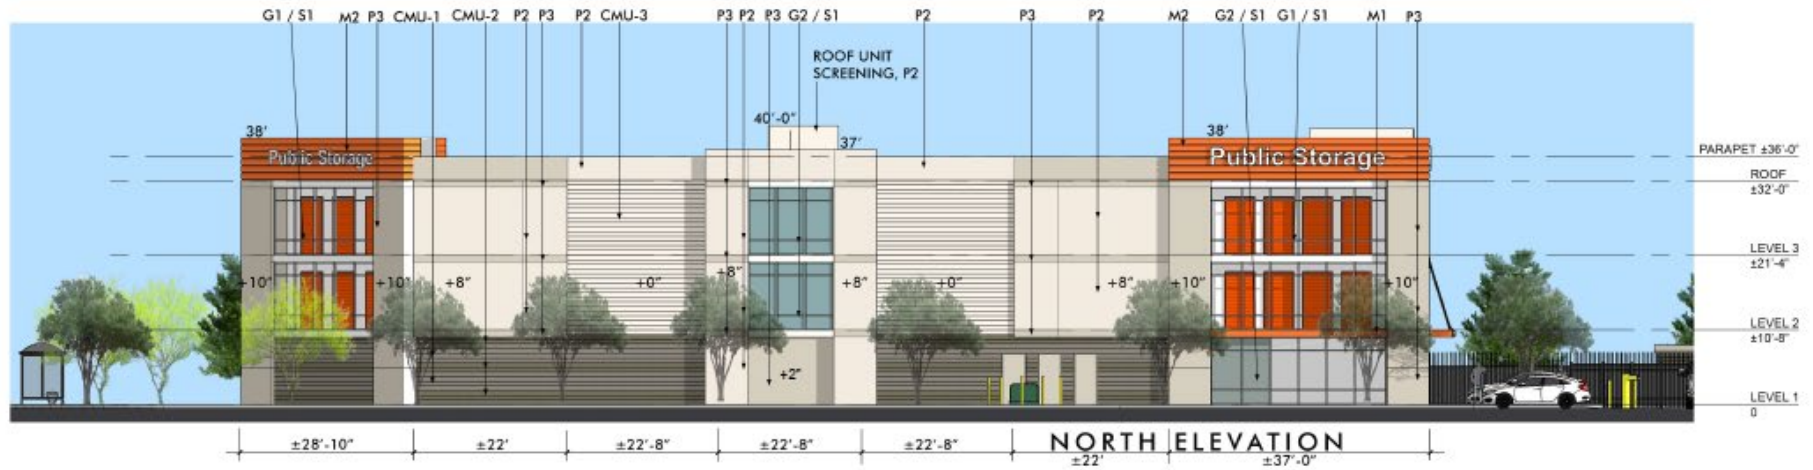 G1 / S1 M2 P3 CMU-1 CMU-2 P2 P3 P2 CMU-3 P3 P2 P3 G2 / S1 P2 P3 P2 M2 G2 / S1 G1 / S1 M1 P3
ROOF UNIT
SCREENING, P2
40'-0"
38' 37' 38'
Public Storage Public Storage
PARAPET ±36'-0"
ROOF
±32'-0"
LEVEL 3
±21'-4"
+10" +10" +8" +0" +8" +8" +0" +8" +10" +10"
LEVEL 2
±10'-8"
+2"
LEVEL 1
0
±28'-10" ±22' ±22'-8" ±22'-8" ±22'-8" NORTH ELEVATION
±22' ±37'-0"